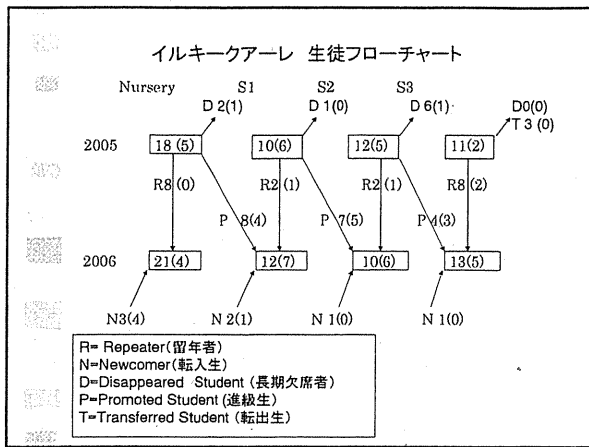 イルキークアーレ 生徒フローチャート
Nursery S1 S2 S3
D 2(1) D 1(0) D 6(1) D0(0)
T 3 (0)
2005 18 (5) 10(6) 12(5) 11(2)
R8 (0) R2 (1) R2(1) R8(2)
P 8(4) P 7(5) P 4(3)
2006 21(4) 12(7) 10(6) 13(5)
N3(4) N 2(1) N 1(0) N 1(0)
R= Repeater(留年者)
N=Newcomer(転入生)
D=Disappeared Student (長期欠席者)
P=Promoted Student (進級生)
T=Transferred Student (転出生)